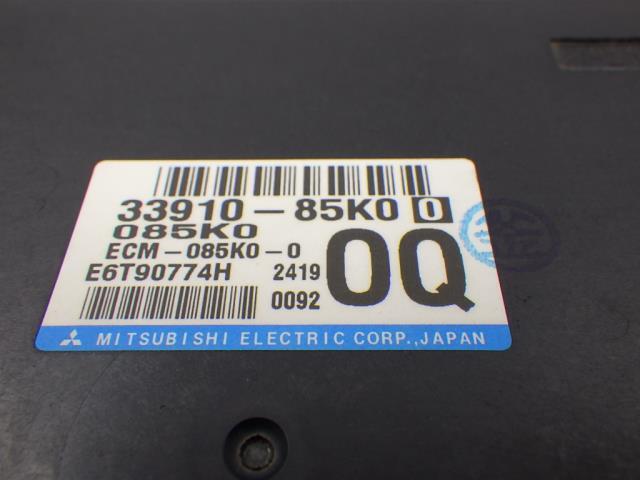 33910-85K0 0
085K0
ECM-085K0-0
E6T90774H 2419
0092
0Q
MITSUBISHI ELECTRIC CORP.,JAPAN